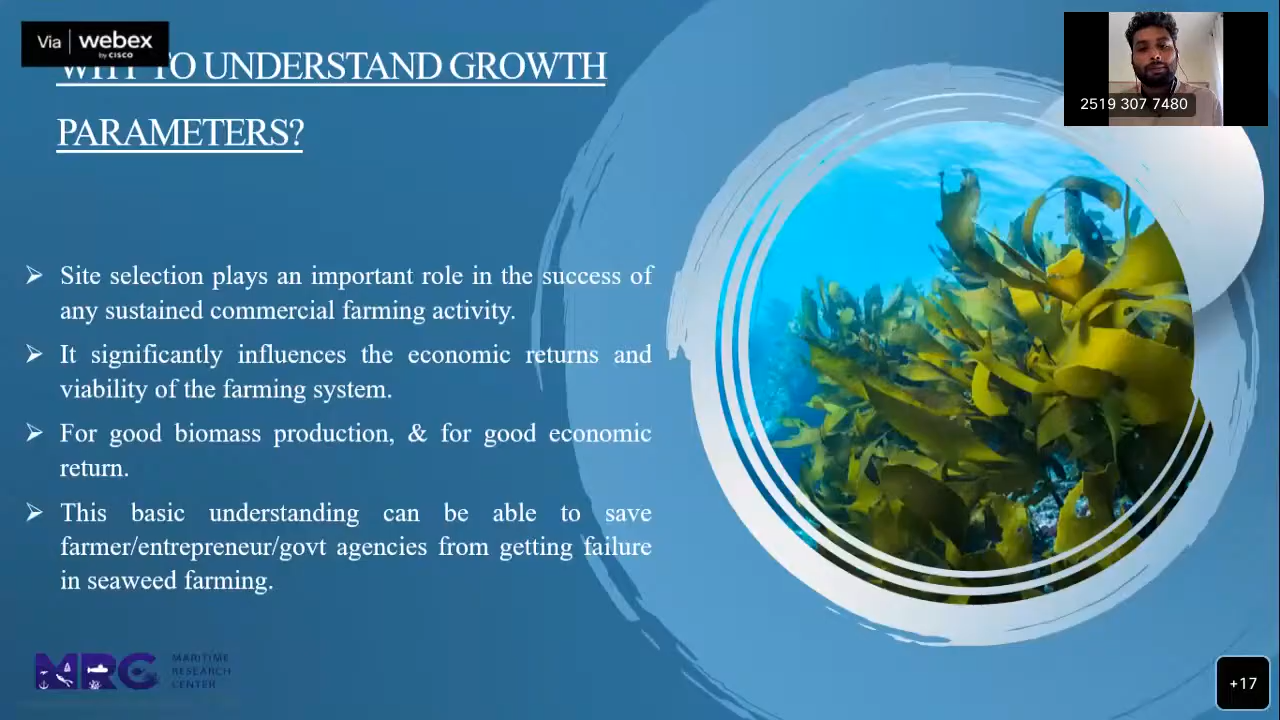 Via webex
by CISCO
WHY TO UNDERSTAND GROWTH
PARAMETERS?
2519 307 7480
➢ Site selection plays an important role in the success of
any sustained commercial farming activity.
➢ It significantly influences the economic returns and
viability of the farming system.
➢ For good biomass production, & for good economic
return.
➢ This basic understanding can be able to save
farmer/entrepreneur/govt agencies from getting failure
in seaweed farming.
MRC
MARITIME
RESEARCH
CENTER
+17